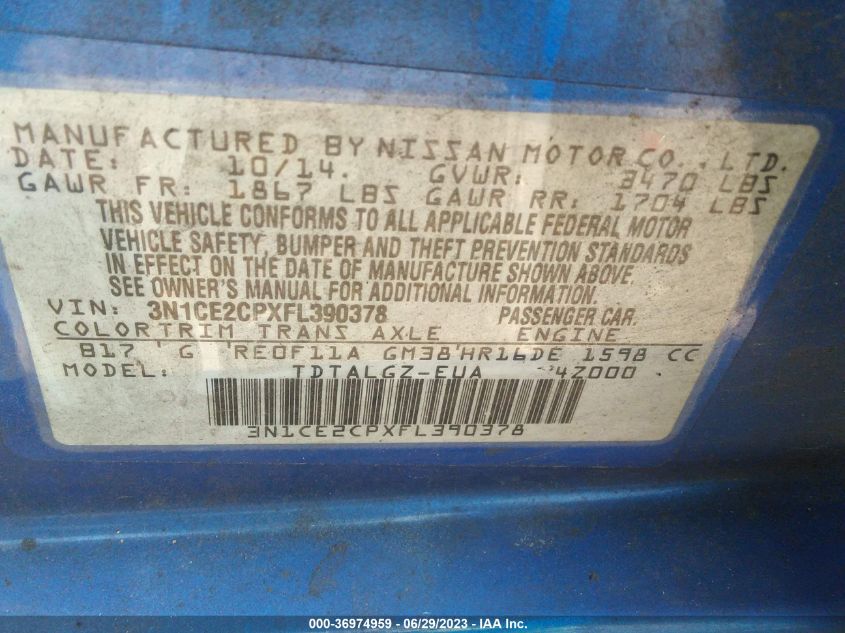 MANUFACTURED BY NISSAN MOTOR CO., LTD.
DATE: 10/14. GVWR: 3470 LBS
GAWR FR: 1867 LBS GAWR RR: 1704 LBS
THIS VEHICLE CONFORMS TO ALL APPLICABLE FEDERAL MOTOR
VEHICLE SAFETY, BUMPER AND THEFT PREVENTION STANDARDS
IN EFFECT ON THE DATE OF MANUFACTURE SHOWN ABOVE.
SEE OWNER'S MANUAL FOR ADDITIONAL INFORMATION.
VIN: 3N1CE2CPXFL390378 PASSENGER CAR.
COLOR TRIM TRANS AXLE ENGINE
B17 G RE0F11A GM38 HR16DE 1598 CC
MODEL: TDTALGZ-EUA 4Z000
3N1CE2CPXFL390378
000-36974959 | 06/29/2023 | IAA Inc.